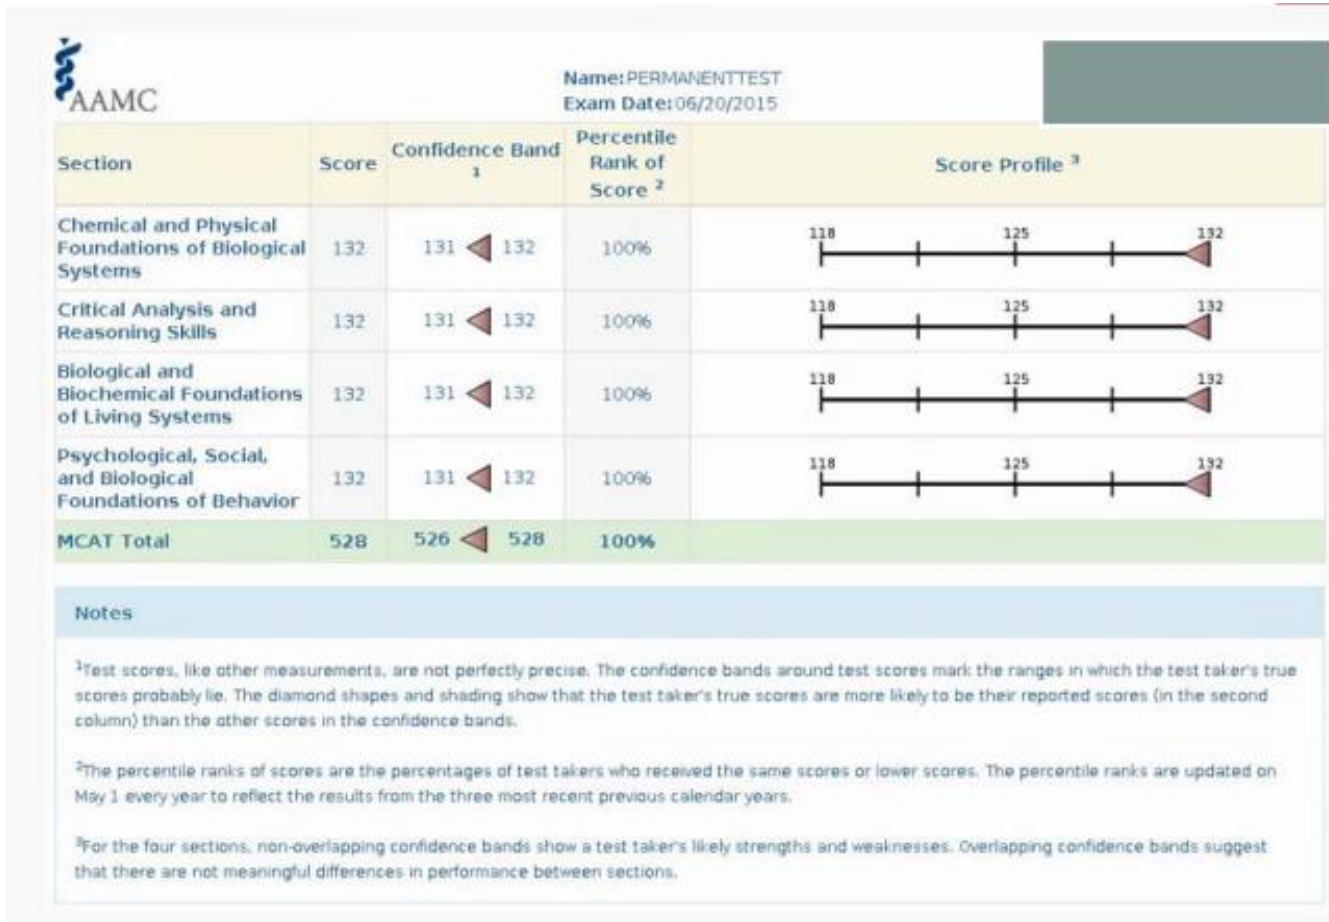 AAMC
Name:PERMANENTTEST
Exam Date:06/20/2015
Section Score Confidence Band 1 Percentile Rank of Score 2 Score Profile 3
Chemical and Physical
Foundations of Biological
Systems
132 131 132 100% 118 125 132
Critical Analysis and
Reasoning Skills
132 131 132 100% 118 125 132
Biological and
Biochemical Foundations
of Living Systems
132 131 132 100% 118 125 132
Psychological, Social,
and Biological
Foundations of Behavior
132 131 132 100% 118 125 132
MCAT Total 528 526 528 100%
Notes
1Test scores, like other measurements, are not perfectly precise. The confidence bands around test scores mark the ranges in which the test taker's true
scores probably lie. The diamond shapes and shading show that the test taker's true scores are more likely to be their reported scores (in the second
column) than the other scores in the confidence bands.
2The percentile ranks of scores are the percentages of test takers who received the same scores or lower scores. The percentile ranks are updated on
May 1 every year to reflect the results from the three most recent previous calendar years.
3For the four sections, non-overlapping confidence bands show a test taker's likely strengths and weaknesses. Overlapping confidence bands suggest
that there are not meaningful differences in performance between sections.